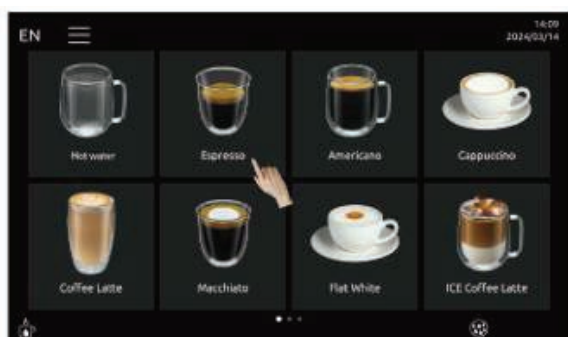 EN
14:09
2024/03/14
Hot water
Espresso
Americano
Cappuccino
Coffee Latte
Macchiato
Flat White
ICE Coffee Latte